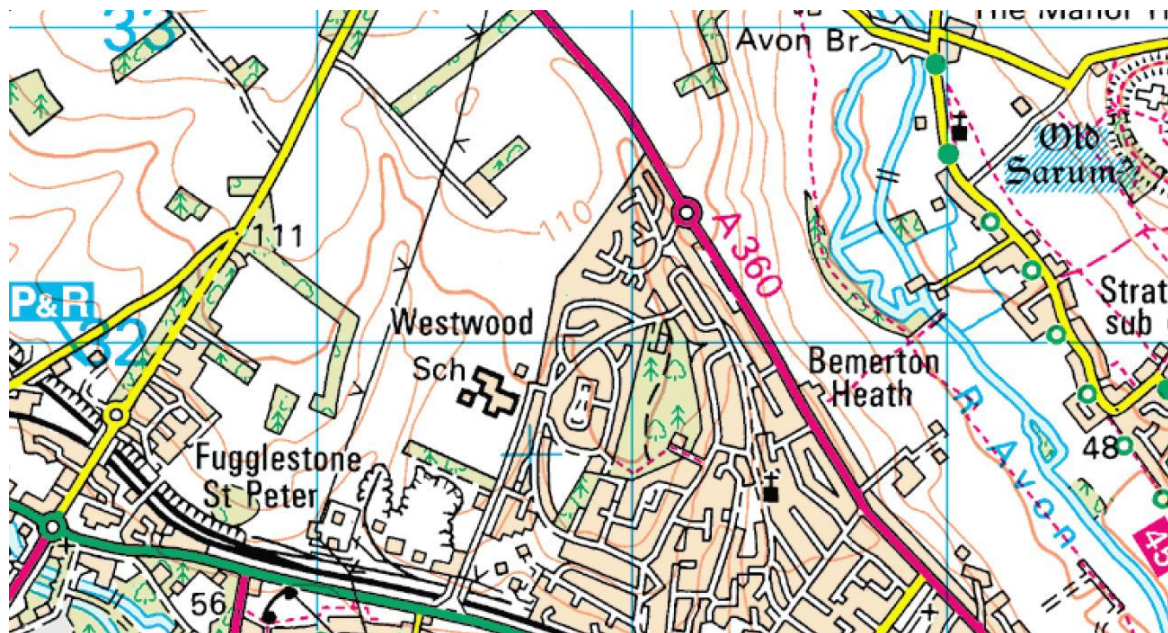 33
The Manor H
Avon Br
Old
Sarum
110
111
A 360
P&R
32
Westwood
Sch
Strat
sub
Bemerton
Heath
R Avon
Fugglestone
St Peter
48
45
56